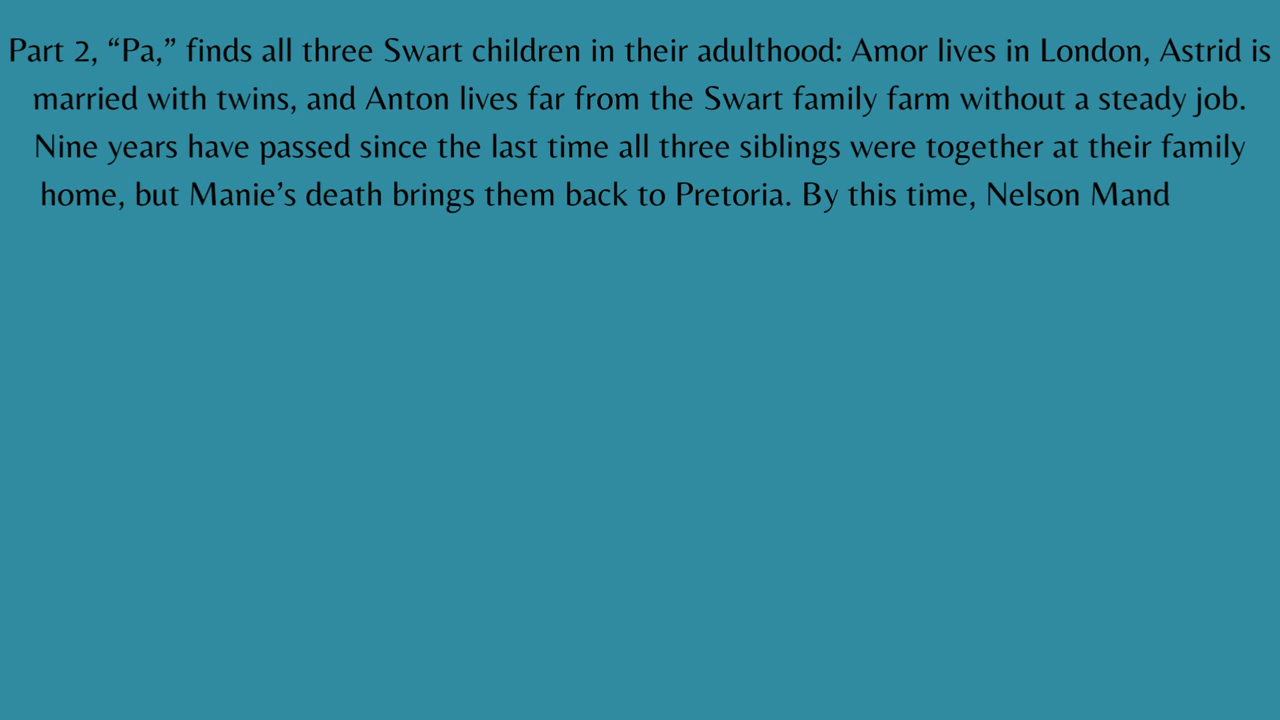 Part 2, “Pa,” finds all three Swart children in their adulthood: Amor lives in London, Astrid is
married with twins, and Anton lives far from the Swart family farm without a steady job.
Nine years have passed since the last time all three siblings were together at their family
home, but Manie’s death brings them back to Pretoria. By this time, Nelson Mand